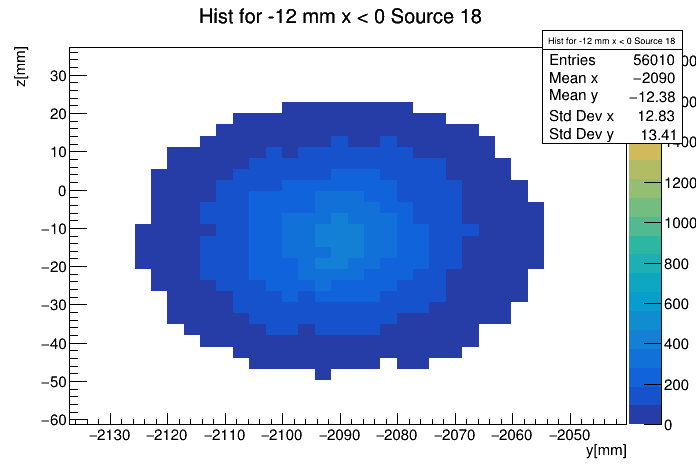 Hist for -12 mm x < 0 Source 18
Hist for -12 mm x < 0 Source 18
Entries 56010
Mean x −2090
Mean y −12.38
Std Dev x 12.83
Std Dev y 13.41
z[mm]
30
20
10
0
−10
−20
−30
−40
−50
−60
−2130 −2120 −2110 −2100 −2090 −2080 −2070 −2060 −2050
y[mm]
1200
1000
800
600
400
200
0